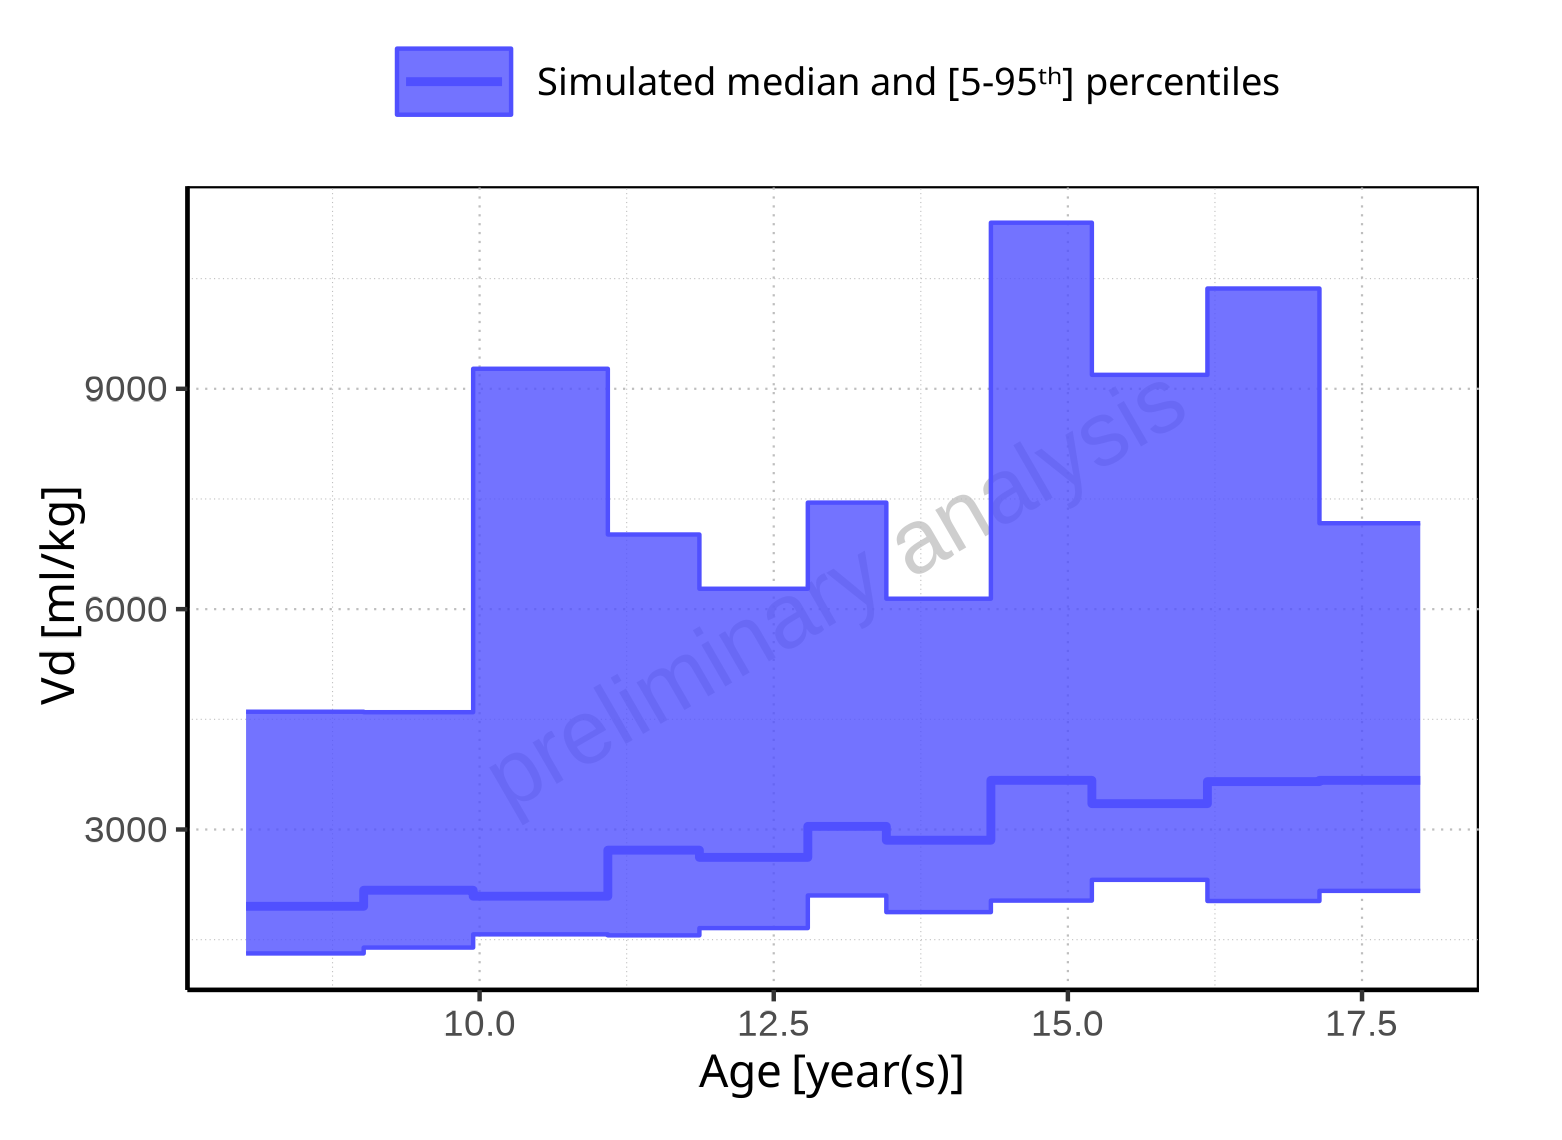 Simulated median and [5-95ᵗʰ] percentiles
Vd [ml/kg]
9000
6000
3000
preliminary analysis
10.0 12.5 15.0 17.5
Age [year(s)]